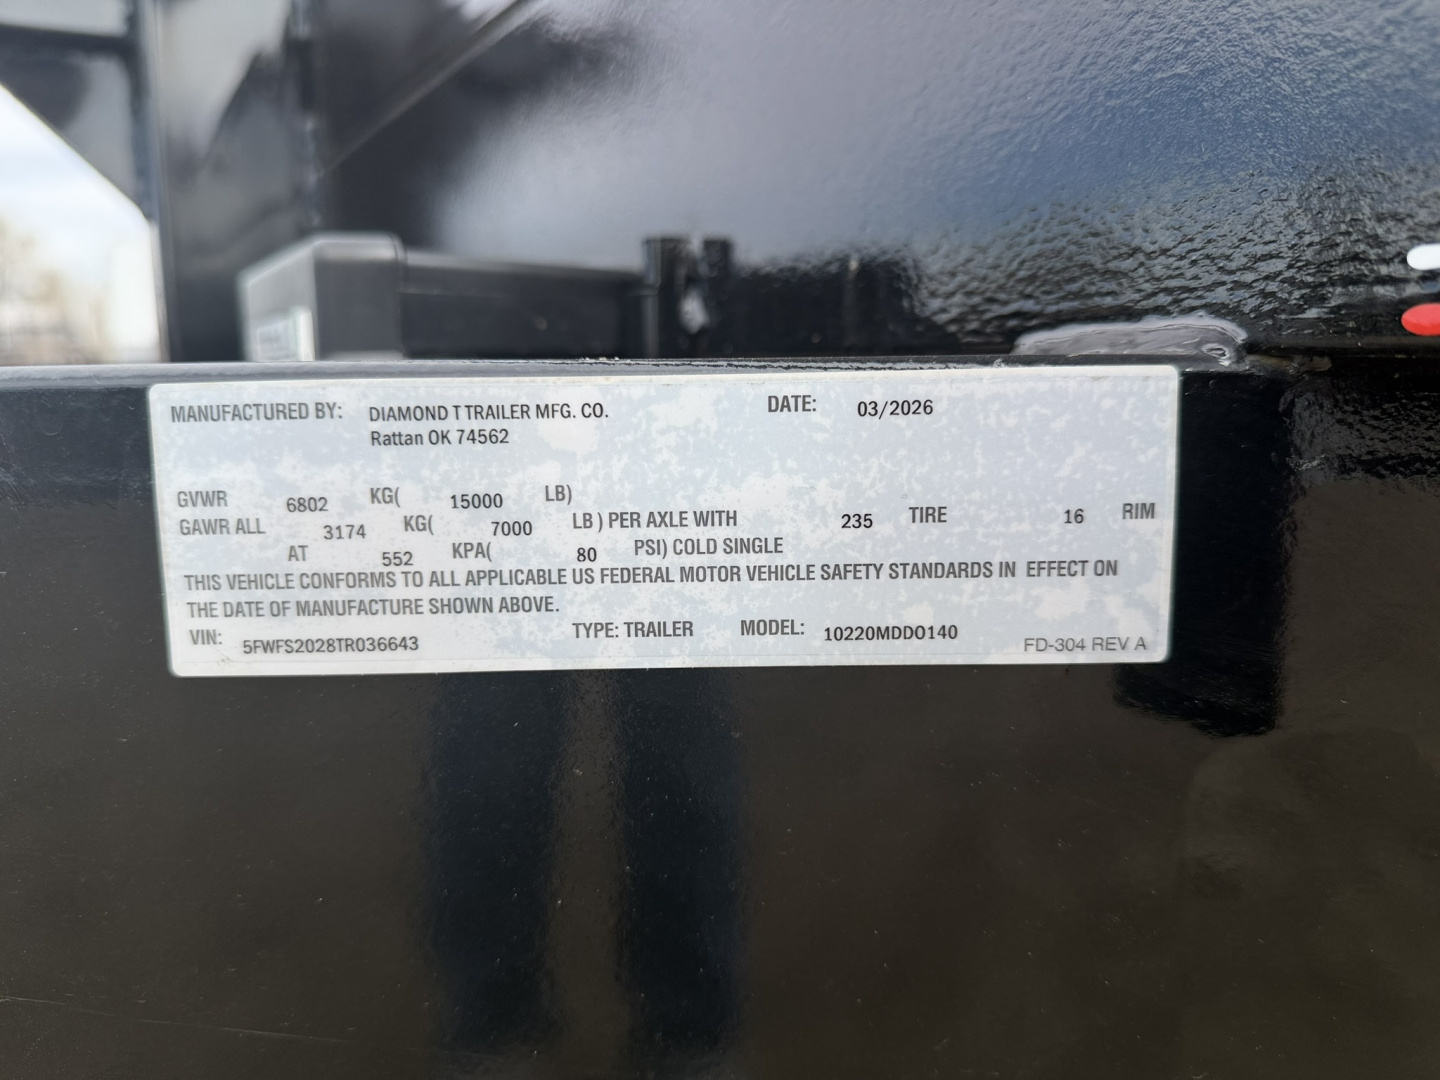 MANUFACTURED BY: DIAMOND T TRAILER MFG. CO. DATE: 03/2026
Rattan OK 74562
GVWR 6802 KG( 15000 LB)
GAWR ALL 3174 KG( 7000 LB ) PER AXLE WITH 235 TIRE 16 RIM
AT 552 KPA( 80 PSI) COLD SINGLE
THIS VEHICLE CONFORMS TO ALL APPLICABLE US FEDERAL MOTOR VEHICLE SAFETY STANDARDS IN EFFECT ON
THE DATE OF MANUFACTURE SHOWN ABOVE.
VIN: 5FWFS2028TR036643 TYPE: TRAILER MODEL: 10220MDDO140 FD-304 REV A